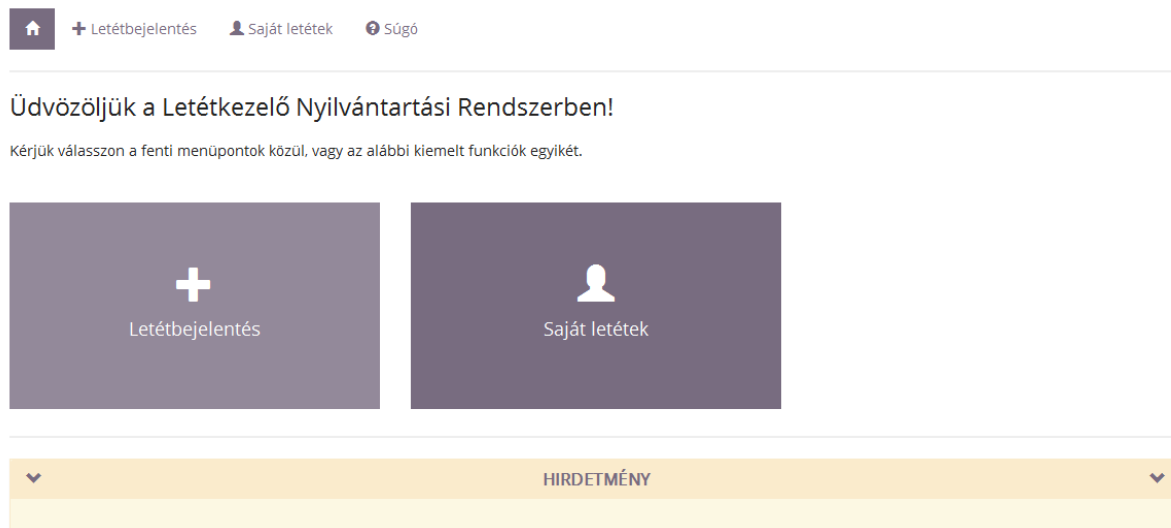 Letétbejelentés Saját letétek Súgó
Üdvözöljük a Letétkezelő Nyilvántartási Rendszerben!
Kérjük válasszon a fenti menüpontok közül, vagy az alábbi kiemelt funkciók egyikét.
Letétbejelentés
Saját letétek
HIRDETMÉNY